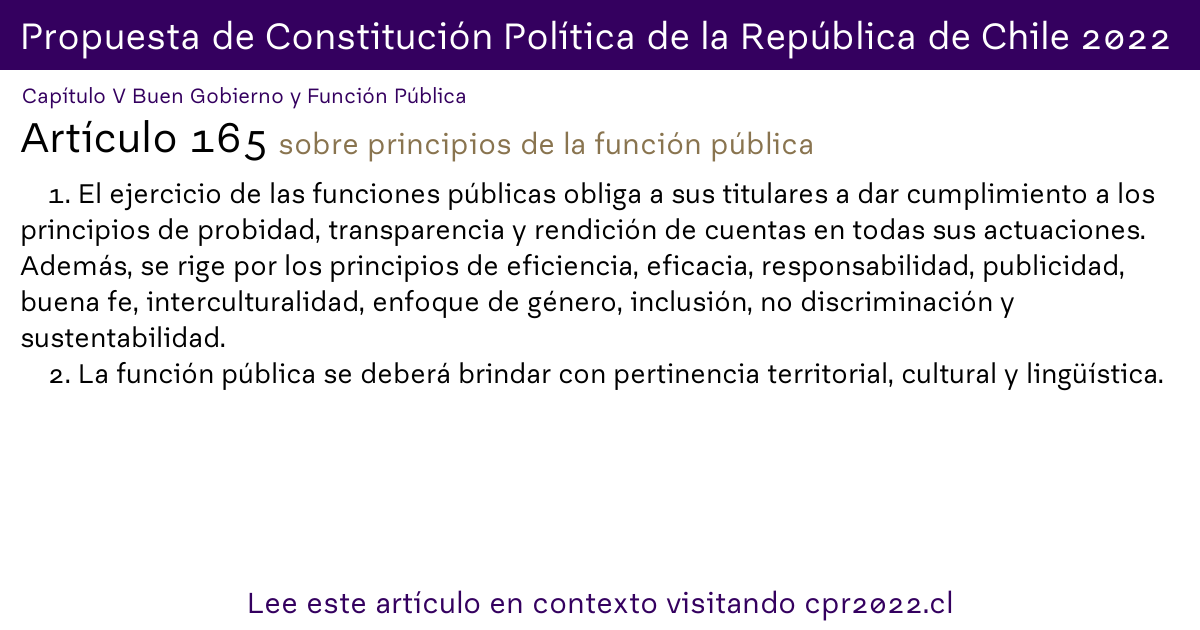 Propuesta de Constitución Política de la República de Chile 2022
Capítulo V Buen Gobierno y Función Pública
Artículo 165 sobre principios de la función pública
1. El ejercicio de las funciones públicas obliga a sus titulares a dar cumplimiento a los
principios de probidad, transparencia y rendición de cuentas en todas sus actuaciones.
Además, se rige por los principios de eficiencia, eficacia, responsabilidad, publicidad,
buena fe, interculturalidad, enfoque de género, inclusión, no discriminación y
sustentabilidad.
2. La función pública se deberá brindar con pertinencia territorial, cultural y lingüística.
Lee este artículo en contexto visitando cpr2022.cl